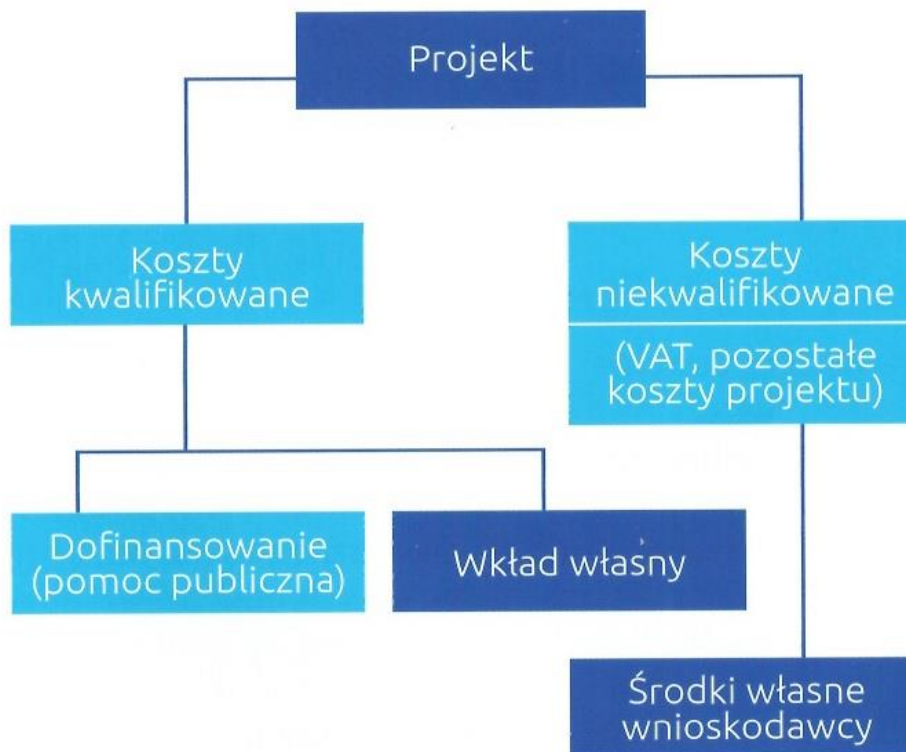 Projekt
Koszty
kwalifikowane
Koszty
niekwalifikowane
(VAT, pozostałe
koszty projektu)
Dofinansowanie
(pomoc publiczna)
Wkład własny
Środki własne
wnioskodawcy